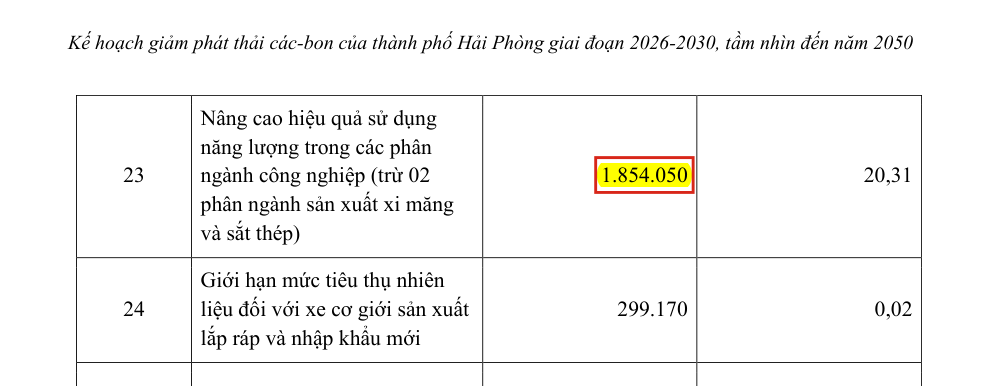 Kế hoạch giảm phát thải các-bon của thành phố Hải Phòng giai đoạn 2026-2030, tầm nhìn đến năm 2050
23
Nâng cao hiệu quả sử dụng
năng lượng trong các phân
ngành công nghiệp (trừ 02
phân ngành sản xuất xi măng
và sắt thép)
1.854.050
20,31
24
Giới hạn mức tiêu thụ nhiên
liệu đối với xe cơ giới sản xuất
lắp ráp và nhập khẩu mới
299.170
0,02